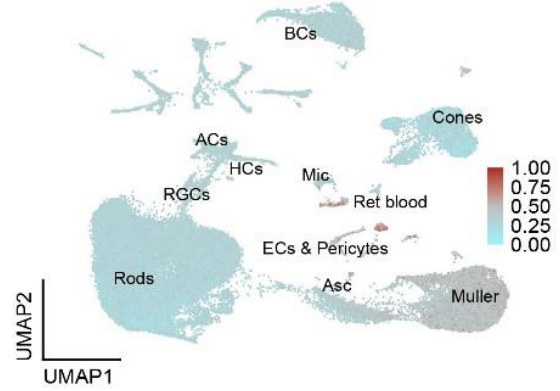 BCs
Cones
ACs
HCs
Mic
RGCs
Ret blood
1.00
0.75
0.50
0.25
0.00
ECs & Pericytes
Rods
Asc
Muller
UMAP2
UMAP1